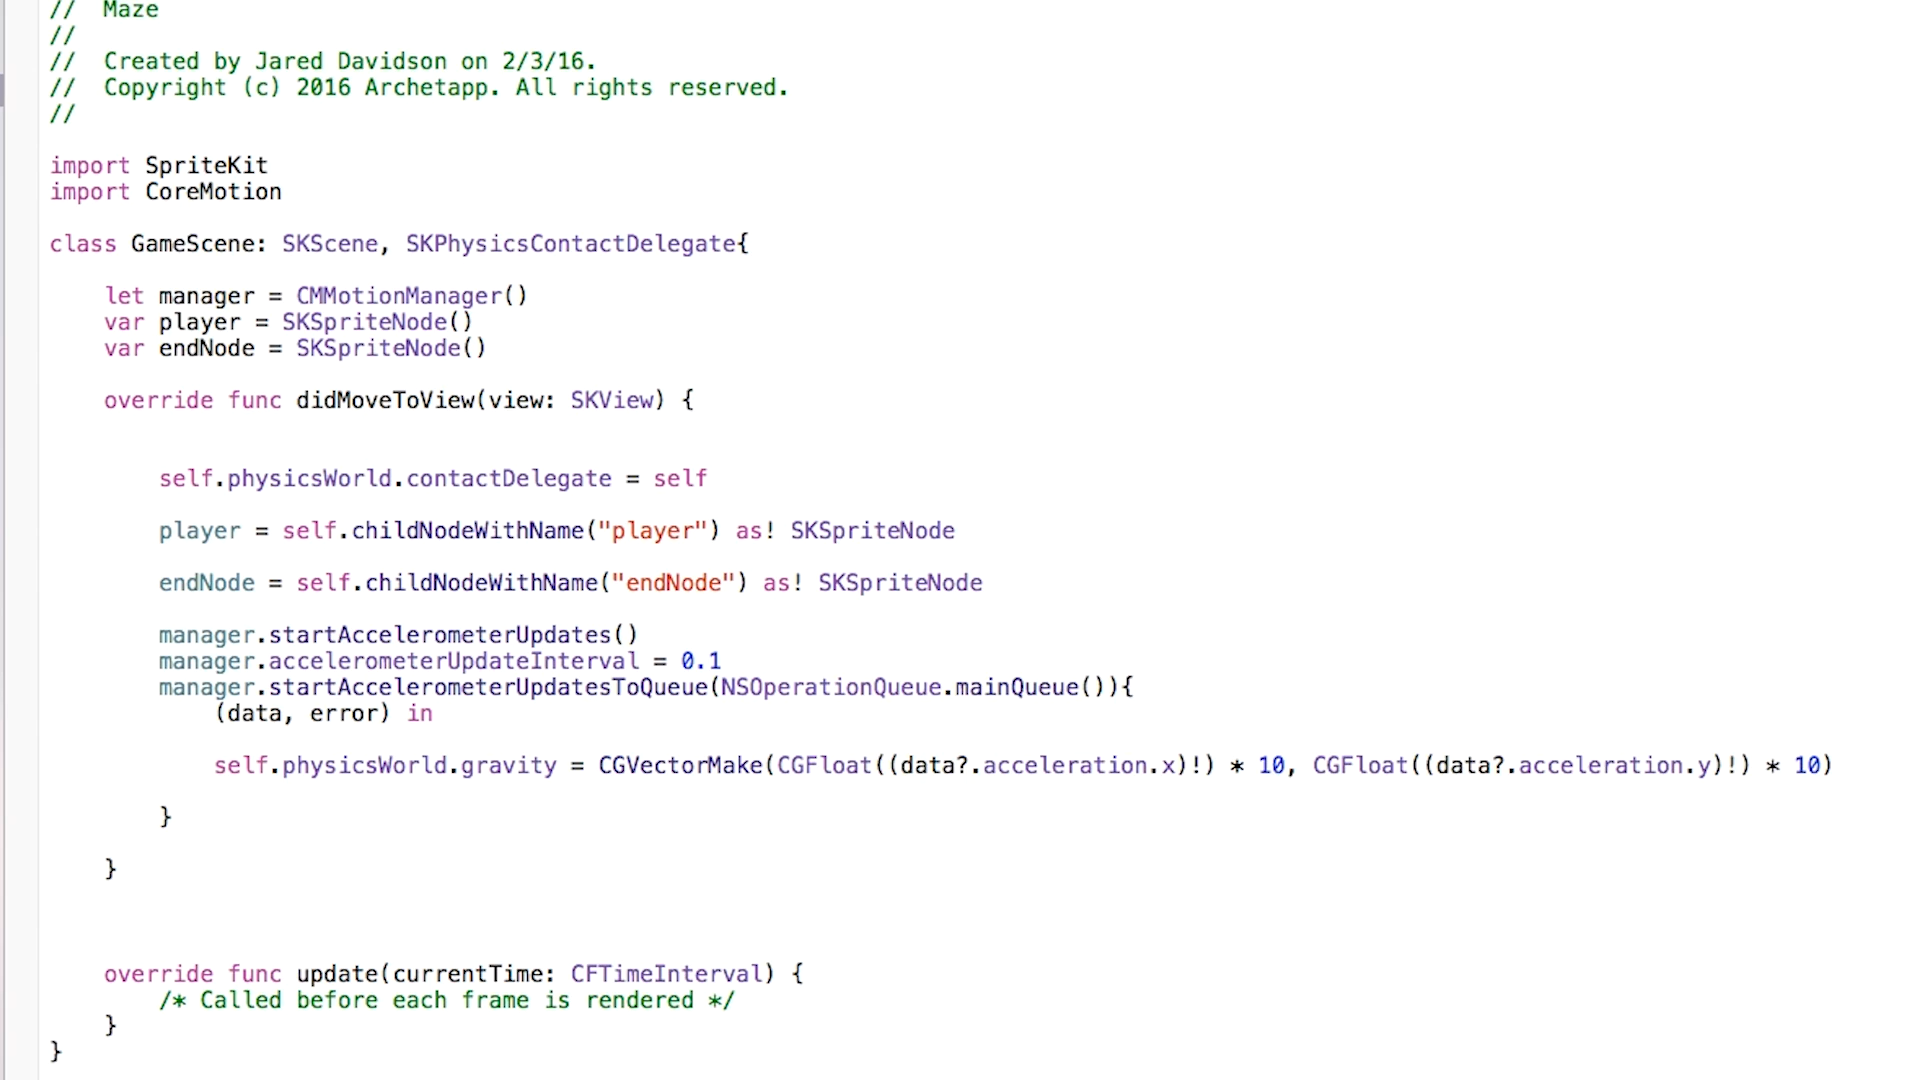 //  Maze
//
//  Created by Jared Davidson on 2/3/16.
//  Copyright (c) 2016 Archetapp. All rights reserved.
//
import SpriteKit
import CoreMotion
class GameScene: SKScene, SKPhysicsContactDelegate{
let manager = CMMotionManager()
var player = SKSpriteNode()
var endNode = SKSpriteNode()
override func didMoveToView(view: SKView) {
self.physicsWorld.contactDelegate = self
player = self.childNodeWithName("player") as! SKSpriteNode
endNode = self.childNodeWithName("endNode") as! SKSpriteNode
manager.startAccelerometerUpdates()
manager.accelerometerUpdateInterval = 0.1
manager.startAccelerometerUpdatesToQueue(NSOperationQueue.mainQueue()){
(data, error) in
self.physicsWorld.gravity = CGVectorMake(CGFloat((data?.acceleration.x)!) * 10, CGFloat((data?.acceleration.y)!) * 10)
}
}
override func update(currentTime: CFTimeInterval) {
/* Called before each frame is rendered */
}
}